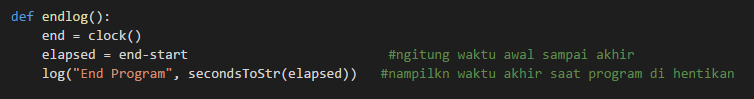 def endlog():
    end = clock()
    elapsed = end-start                         #ngitung waktu awal sampai akhir
    log("End Program", secondsToStr(elapsed))   #nampilkn waktu akhir saat program di hentikan